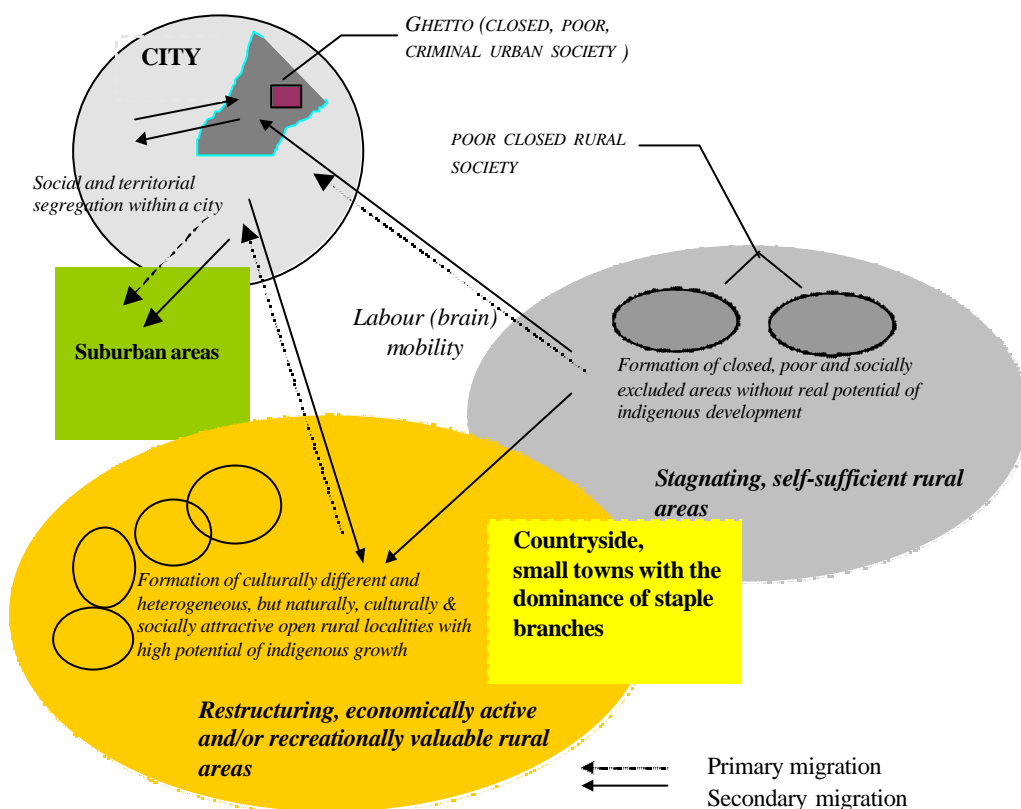 GHETTO (CLOSED, POOR,
CRIMINAL URBAN SOCIETY )
CITY
POOR CLOSED RURAL
SOCIETY
Social and territorial
segregation within a city
Labour (brain)
mobility
Suburban areas
Formation of closed, poor and socially
excluded areas without real potential of
indigenous development
Stagnating, self-sufficient rural
areas
Countryside,
small towns with the
dominance of staple
branches
Formation of culturally different and
heterogeneous, but naturally, culturally &
socially attractive open rural localities with
high potential of indigenous growth
Restructuring, economically active
and/or recreationally valuable rural
areas
Primary migration
Secondary migration